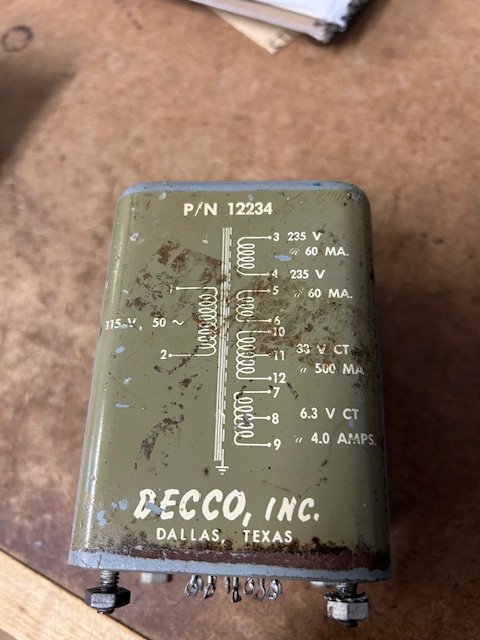 P/N 12234
3 235 V
@ 60 MA.
4 235 V
1 5 @ 60 MA.
115 V, 50 ~
6
10
33 V CT
2 11 @ 500 MA
12
7
6.3 V CT
8
@ 4.0 AMPS.
9
DECCO, INC.
DALLAS, TEXAS